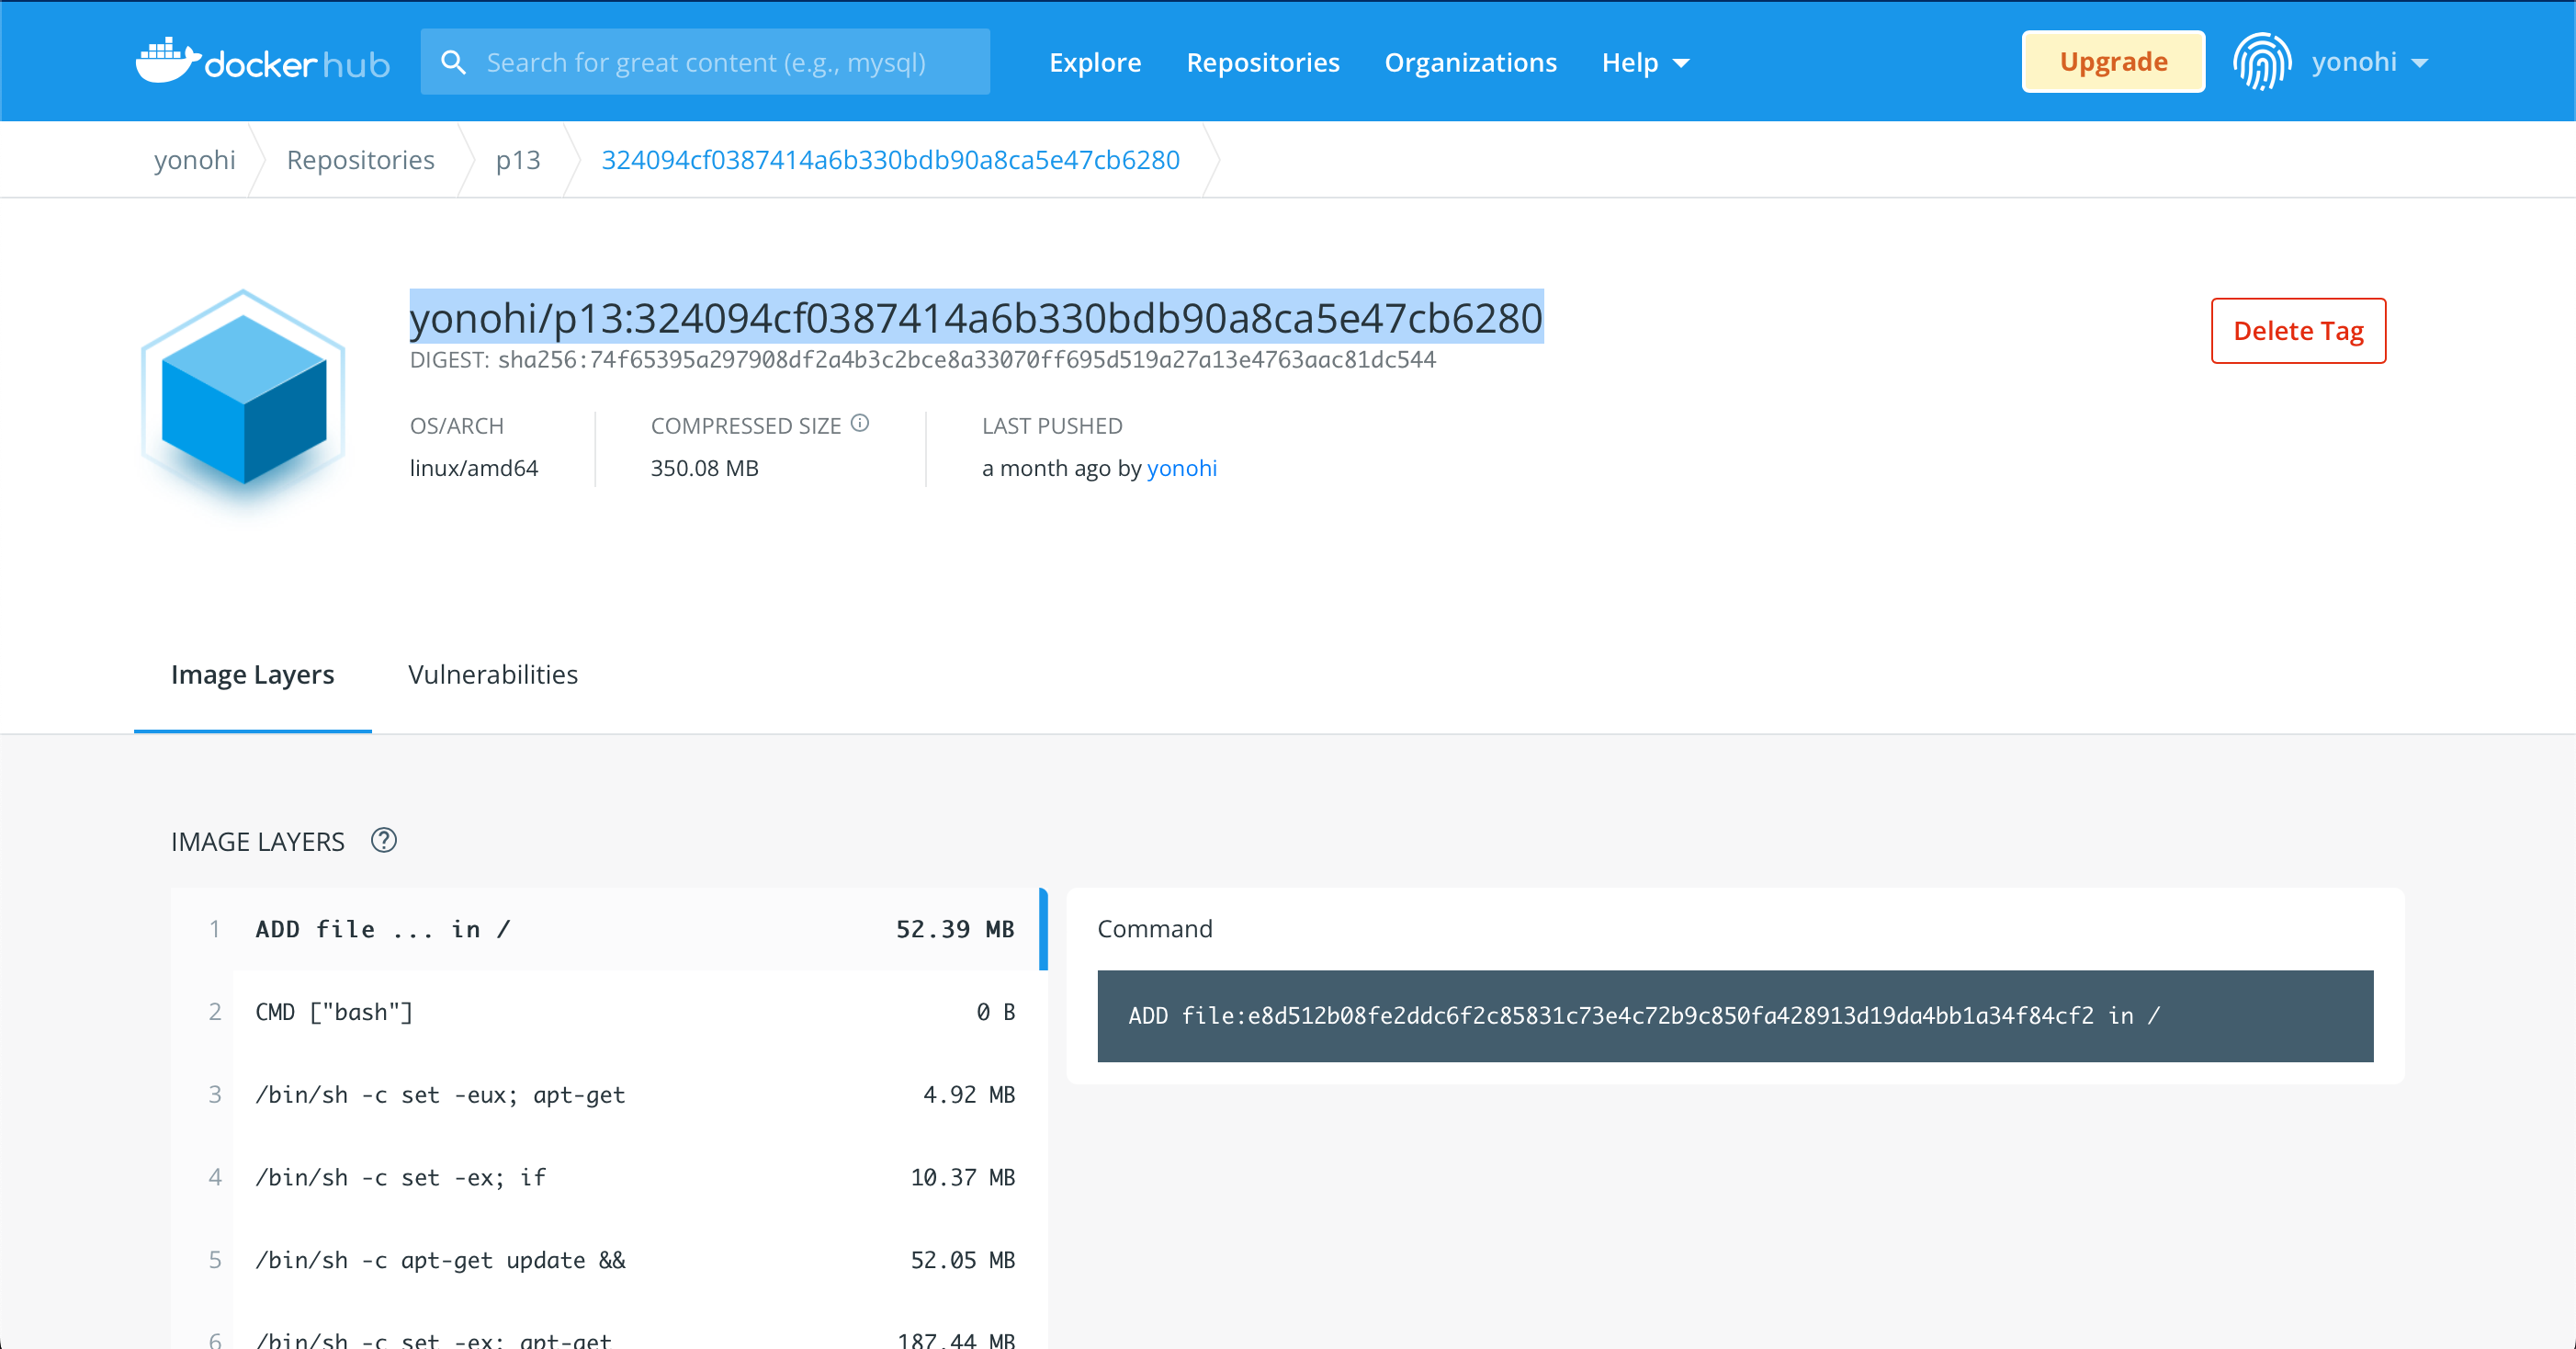 docker hub
Search for great content (e.g., mysql)
Explore
Repositories
Organizations
Help
Upgrade
yonohi
yonohi
Repositories
p13
324094cf0387414a6b330bdb90a8ca5e47cb6280
yonohi/p13:324094cf0387414a6b330bdb90a8ca5e47cb6280
DIGEST: sha256:74f65395a297908df2a4b3c2bce8a33070ff695d519a27a13e4763aac81dc544
Delete Tag
OS/ARCH
linux/amd64
COMPRESSED SIZE
350.08 MB
LAST PUSHED
a month ago by yonohi
Image Layers
Vulnerabilities
IMAGE LAYERS
1 ADD file ... in / 52.39 MB
2 CMD ["bash"] 0 B
3 /bin/sh -c set -eux; apt-get 4.92 MB
4 /bin/sh -c set -ex; if 10.37 MB
5 /bin/sh -c apt-get update && 52.05 MB
6 /bin/sh -c set -ex; apt-get 187.44 MB
Command
ADD file:e8d512b08fe2ddc6f2c85831c73e4c72b9c850fa428913d19da4bb1a34f84cf2 in /